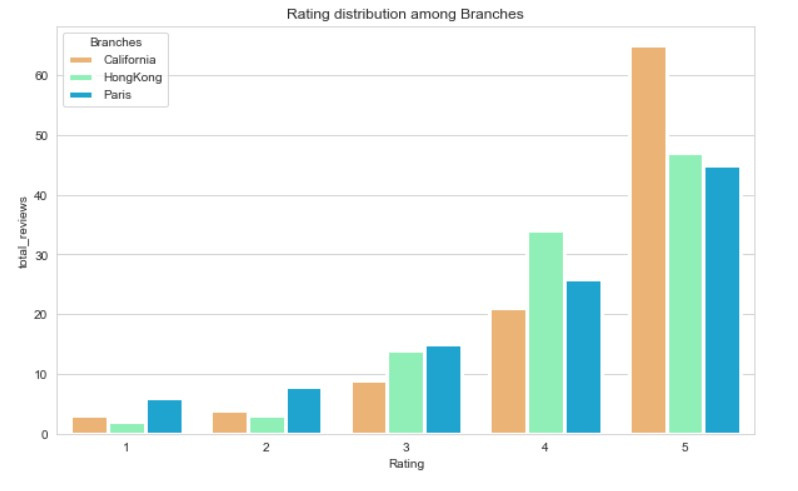 Rating distribution among Branches
Branches
California
HongKong
Paris
total_reviews
60
50
40
30
20
10
0
1 2 3 4 5
Rating